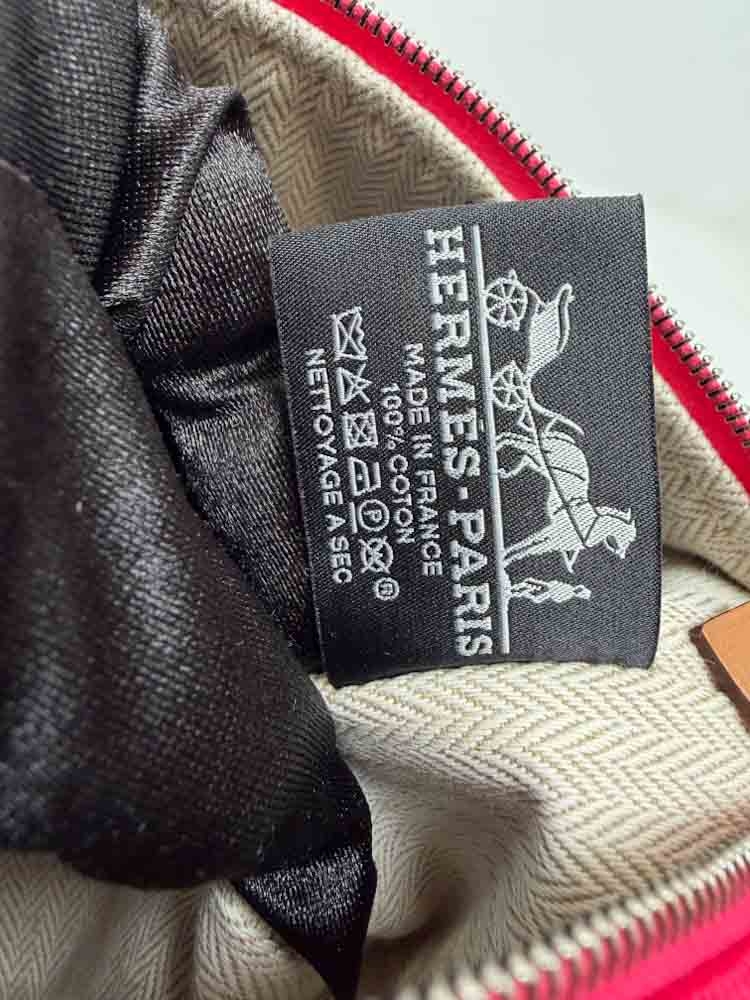 HERMÈS-PARIS
MADE IN FRANCE
100% COTON
P
NETTOYAGE A SEC